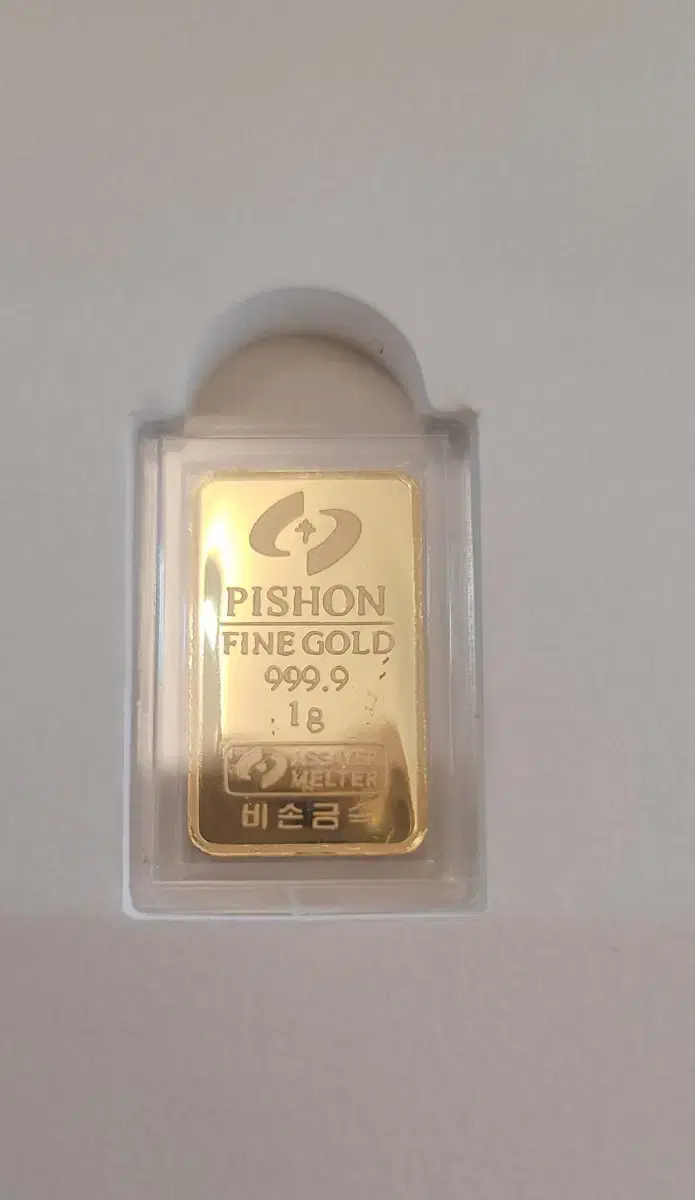 PISHON
FINE GOLD
999.9
1g
ASSAYER
MELTER
비손금속